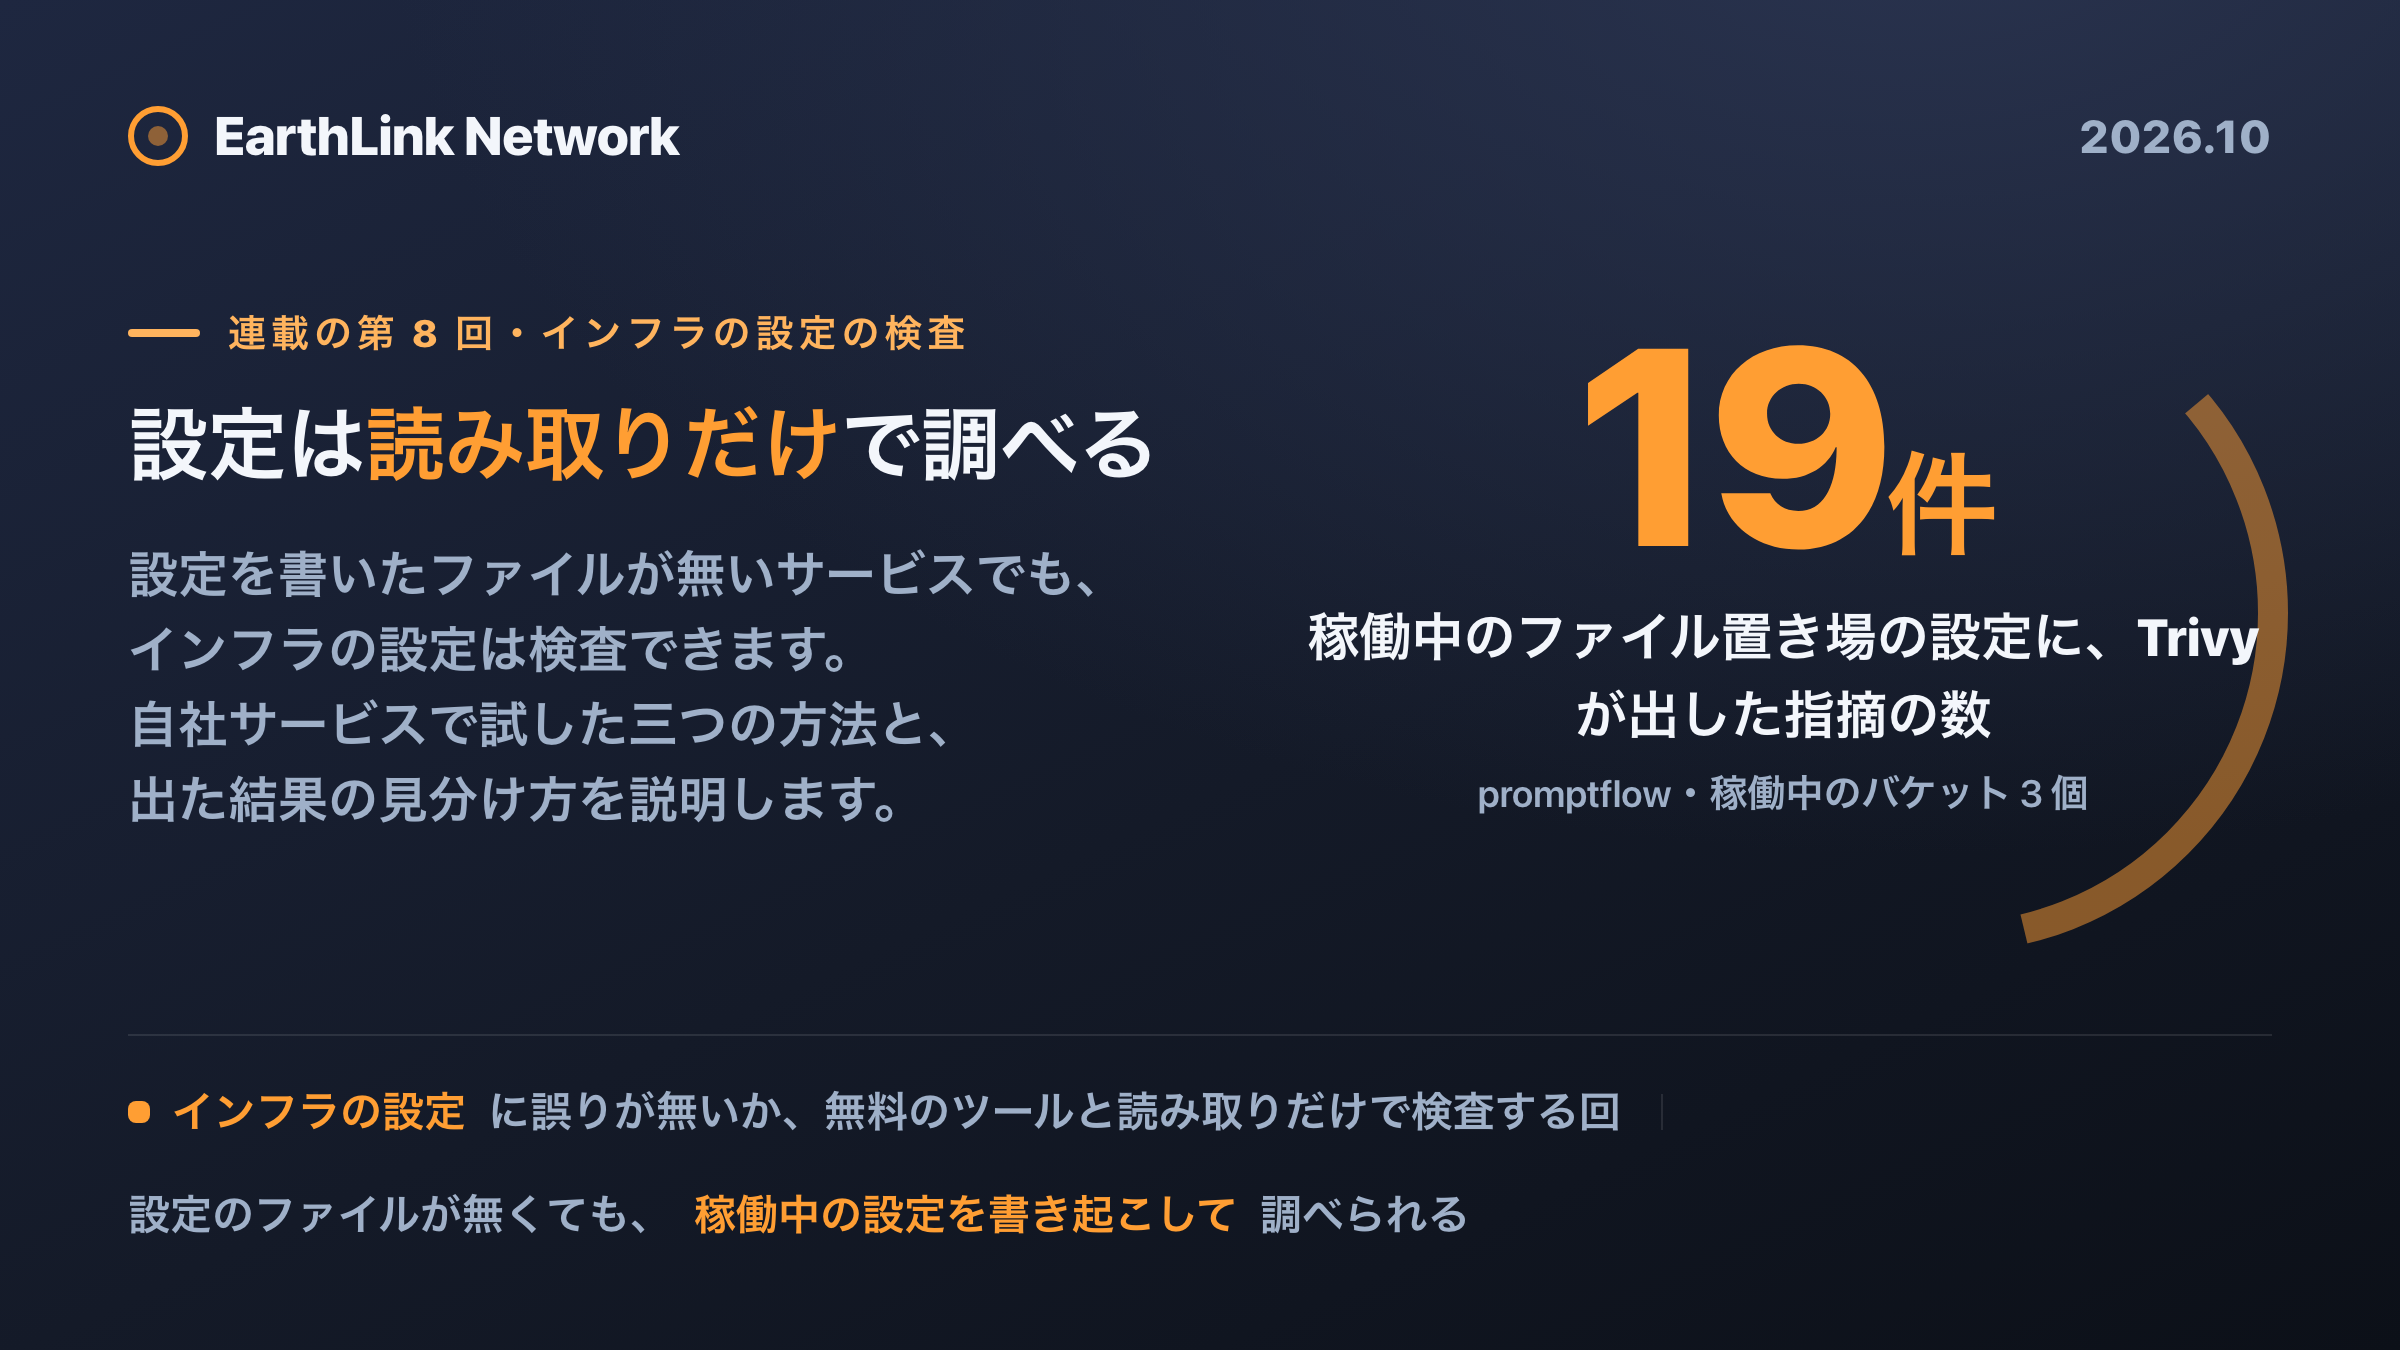 EarthLink Network
2026.10
連載の第 8 回・インフラの設定の検査
設定は読み取りだけで調べる
設定を書いたファイルが無いサービスでも、
インフラの設定は検査できます。
自社サービスで試した三つの方法と、
出た結果の見分け方を説明します。
19件
稼働中のファイル置き場の設定に、Trivy
が出した指摘の数
promptflow・稼働中のバケット 3 個
インフラの設定 に誤りが無いか、無料のツールと読み取りだけで検査する回
設定のファイルが無くても、 稼働中の設定を書き起こして 調べられる